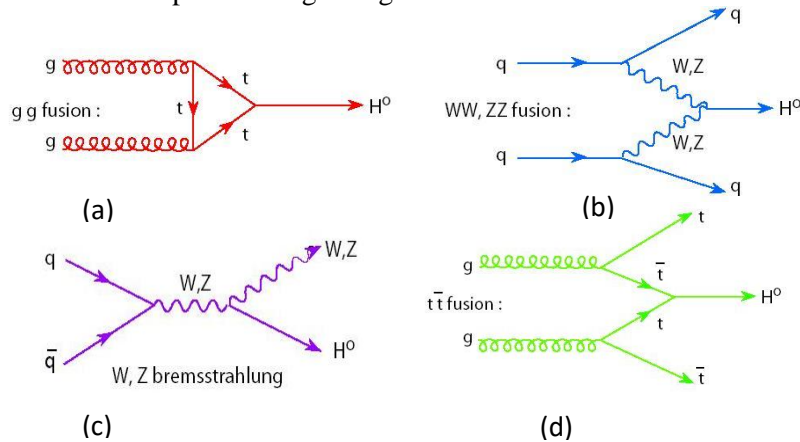 g
t
t
H⁰
g g fusion :
g
t
(a)
q
q
W,Z
WW, ZZ fusion :
H⁰
W,Z
q
q
(b)
q
W,Z
W,Z
q̄
H⁰
W, Z bremsstrahlung
(c)
t
g
t̄
t t̄ fusion :
H⁰
t
g
t̄
(d)